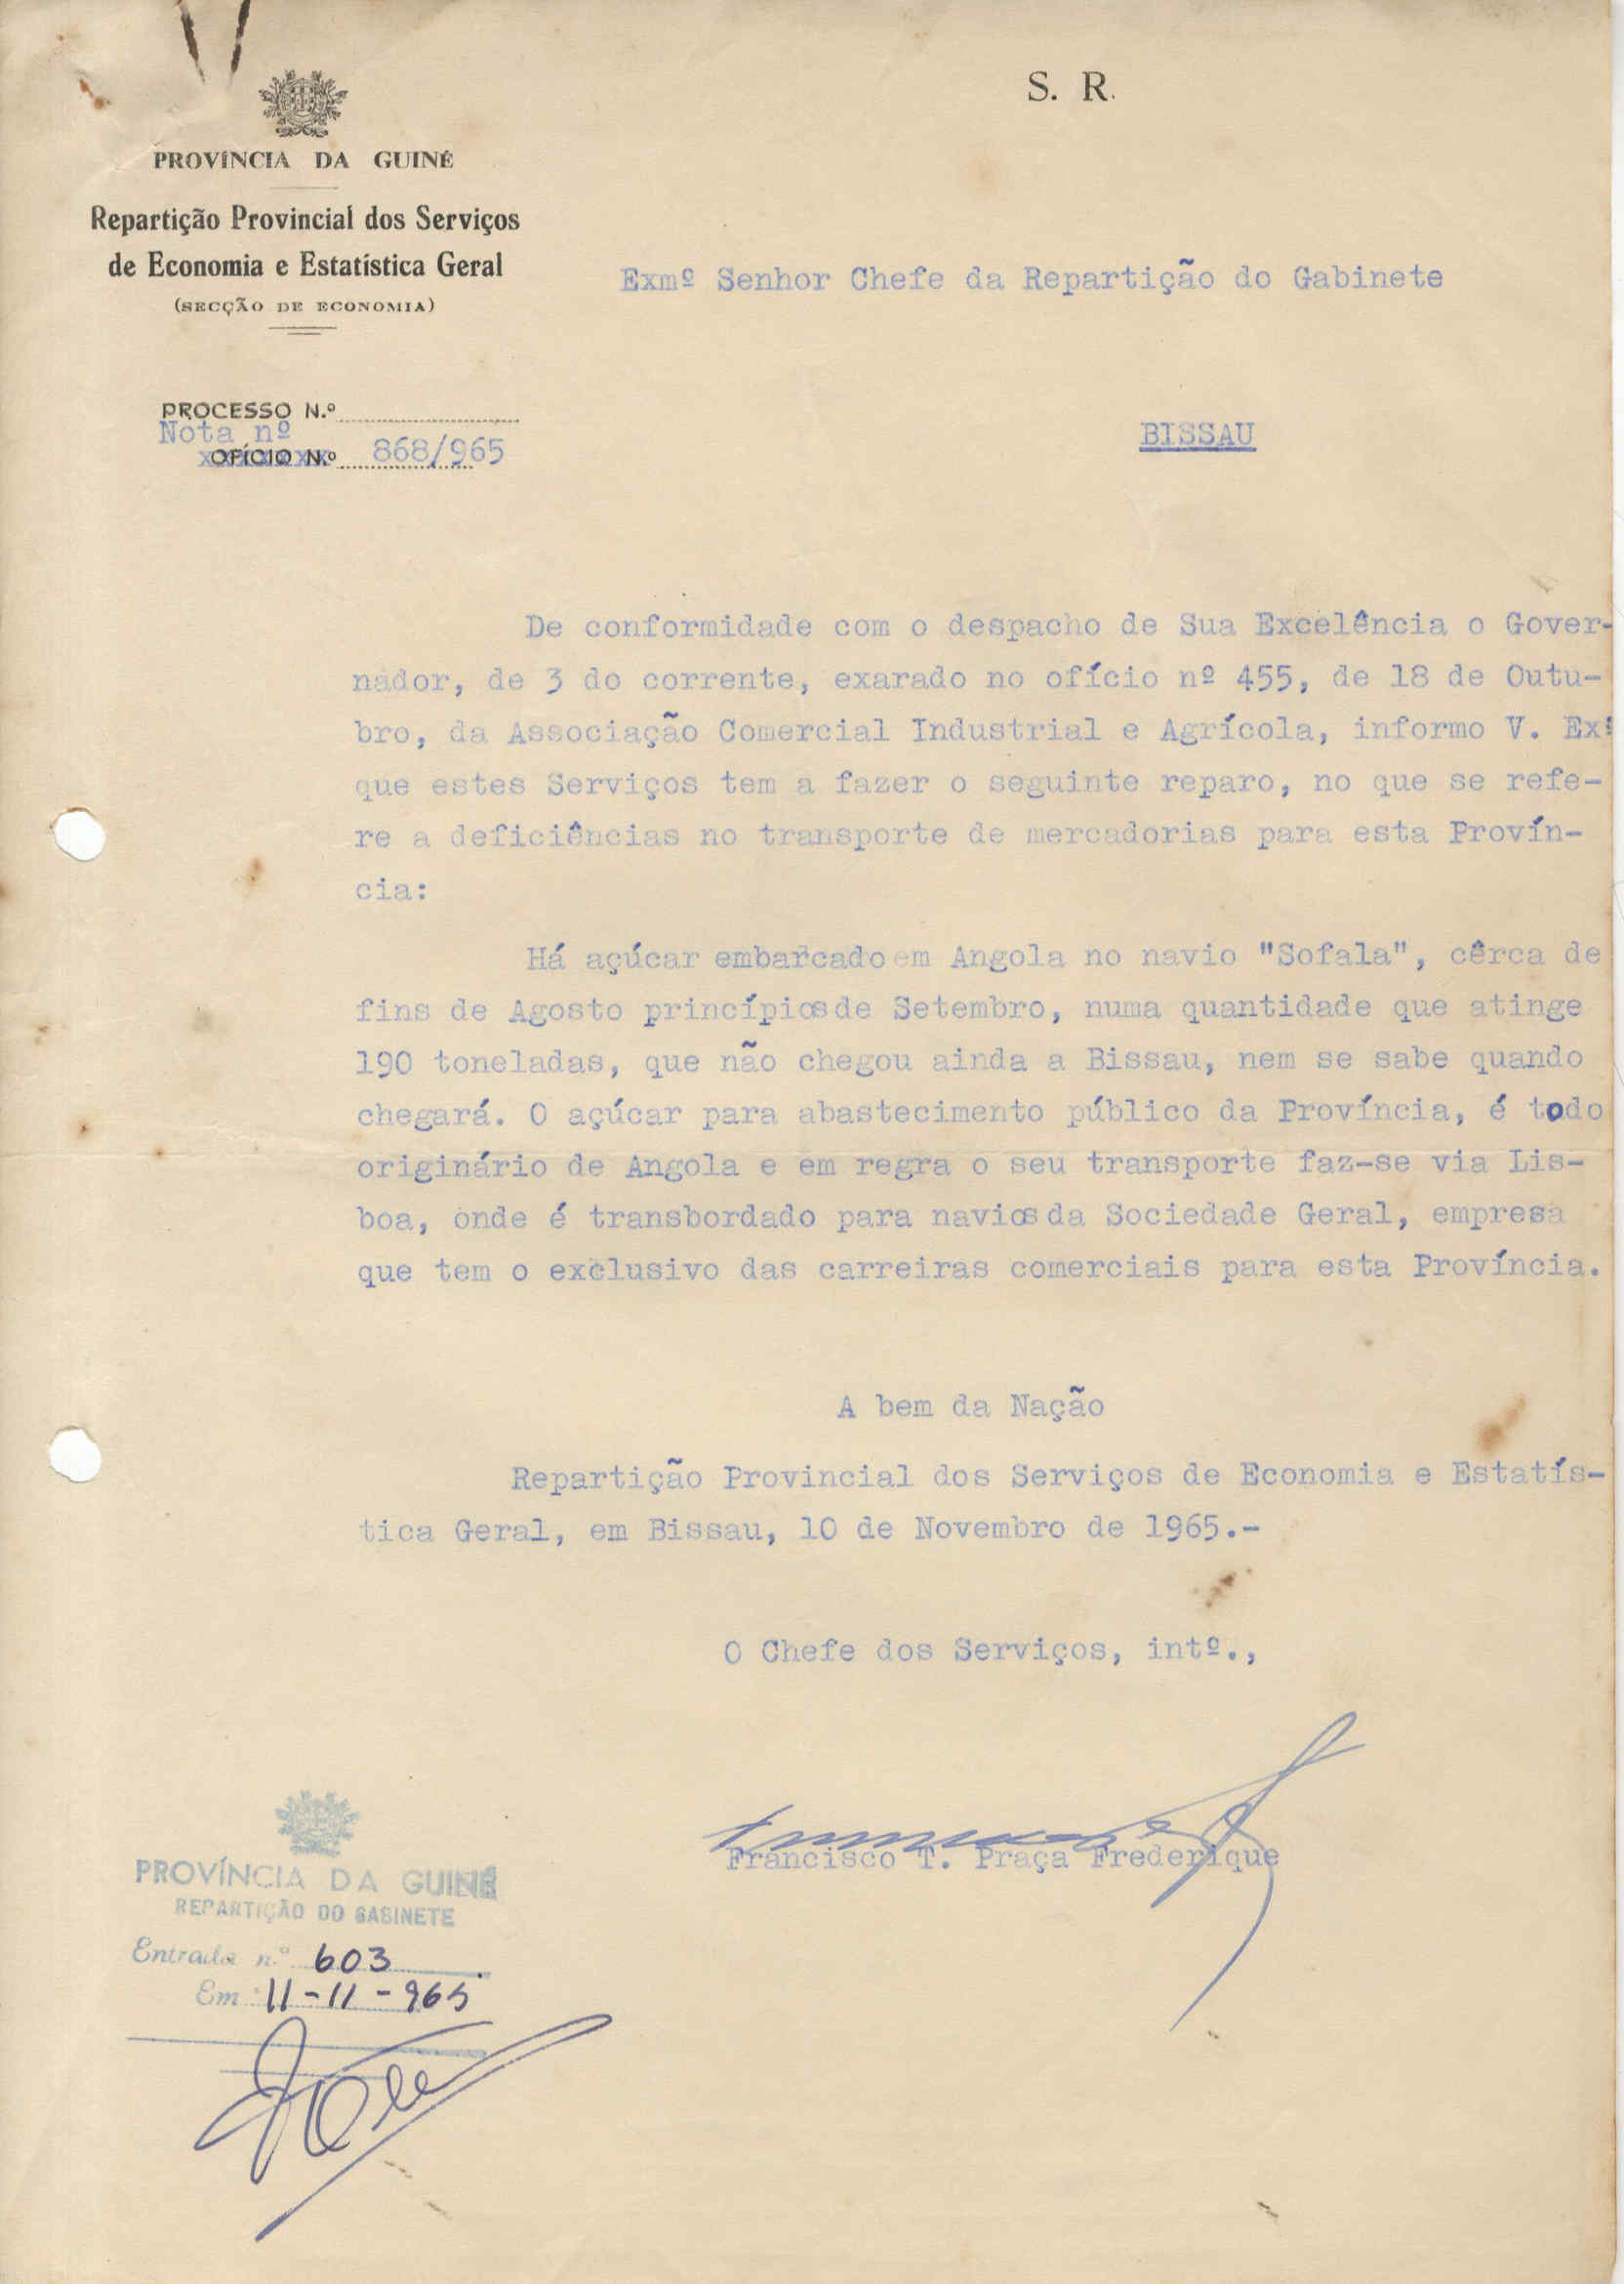 S. R.
PROVÍNCIA DA GUINÉ
Repartição Provincial dos Serviços
de Economia e Estatística Geral
(SECÇÃO DE ECONOMIA)
Exmº Senhor Chefe da Repartição do Gabinete
PROCESSO N.º
Nota nº
OFÍCIO N.º 868/965
BISSAU
De conformidade com o despacho de Sua Excelência o Gover-
nador, de 3 do corrente, exarado no ofício nº 455, de 18 de Outu-
bro, da Associação Comercial Industrial e Agrícola, informo V. Exª
que estes Serviços tem a fazer o seguinte reparo, no que se refe-
re a deficiências no transporte de mercadorias para esta Provín-
cia:
Há açúcar embarcado em Angola no navio "Sofala", cêrca de
fins de Agosto princípios de Setembro, numa quantidade que atinge
190 toneladas, que não chegou ainda a Bissau, nem se sabe quando
chegará. O açúcar para abastecimento público da Província, é todo
originário de Angola e em regra o seu transporte faz-se via Lis-
boa, onde é transbordado para navios da Sociedade Geral, empresa
que tem o exclusivo das carreiras comerciais para esta Província.
A bem da Nação
Repartição Provincial dos Serviços de Economia e Estatís-
tica Geral, em Bissau, 10 de Novembro de 1965.-
O Chefe dos Serviços, intº.,
Francisco T. Praça Frederique
PROVÍNCIA DA GUINÉ
REPARTIÇÃO DO GABINETE
Entrada n.º 603
Em 11-11-965